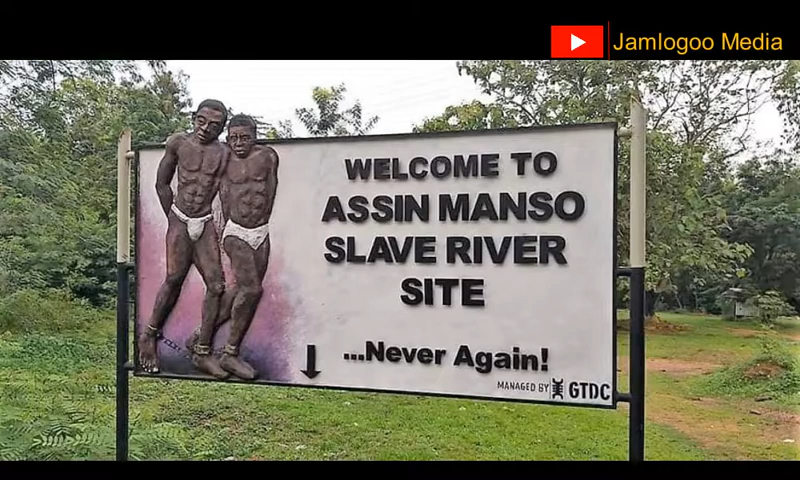 Jamlogoo Media
WELCOME TO
ASSIN MANSO
SLAVE RIVER
SITE
...Never Again!
MANAGED BY GTDC